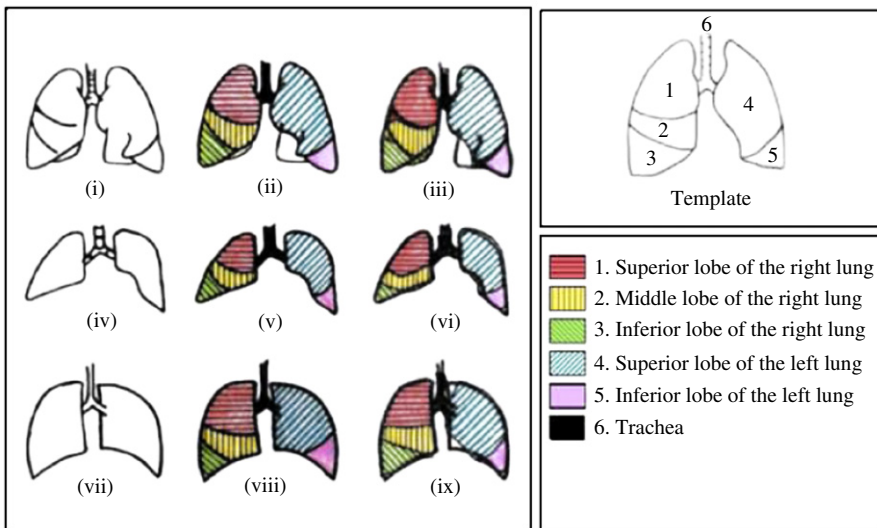 (i)
(ii)
(iii)
(iv)
(v)
(vi)
(vii)
(viii)
(ix)
6
1
4
2
3
5
Template
1. Superior lobe of the right lung
2. Middle lobe of the right lung
3. Inferior lobe of the right lung
4. Superior lobe of the left lung
5. Inferior lobe of the left lung
6. Trachea